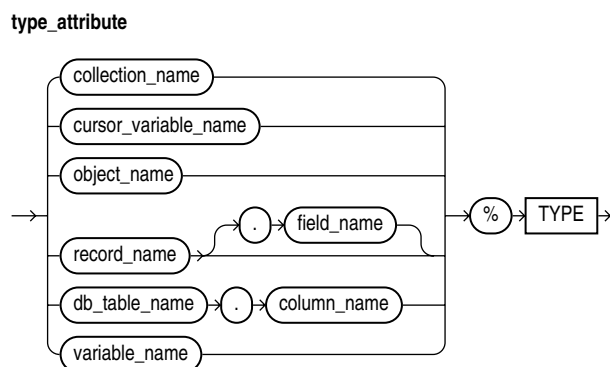 type_attribute
collection_name
cursor_variable_name
object_name
record_name . field_name
db_table_name . column_name
variable_name
% TYPE